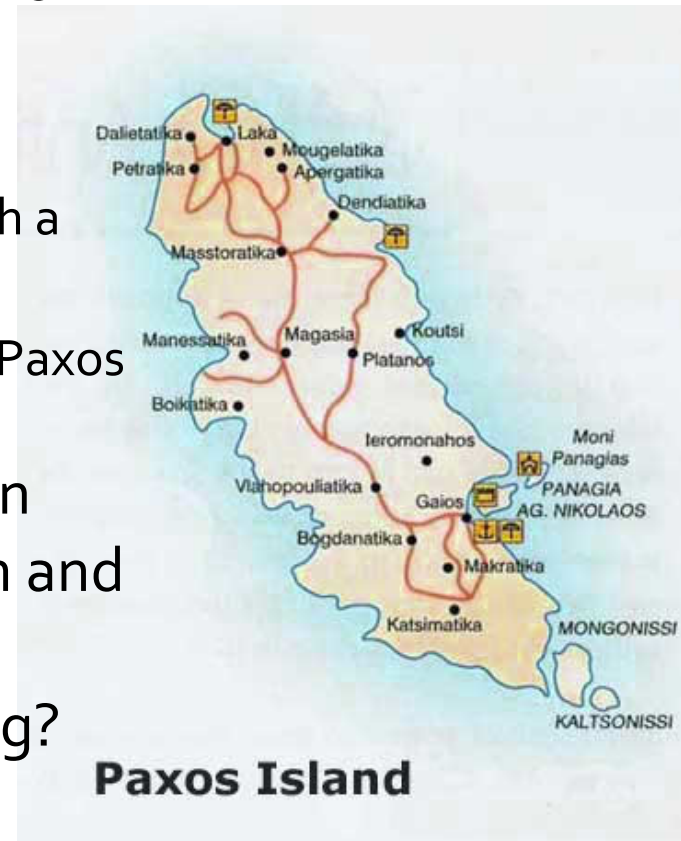 Dalietatika
Laka
Mougelatika
Petratika
Apergatika
h a
Dendiatika
Masstoratika
Koutsi
Manessatika
Magasia
Paxos
Platanos
Boikatika
Ieromonahos
Moni
Panagias
Vlahopouliatika
PANAGIA
n
Gaios
AG. NIKOLAOS
Bogdanatika
n and
Makratika
Katsimatika
MONGONISSI
g?
KALTSONISSI
Paxos Island